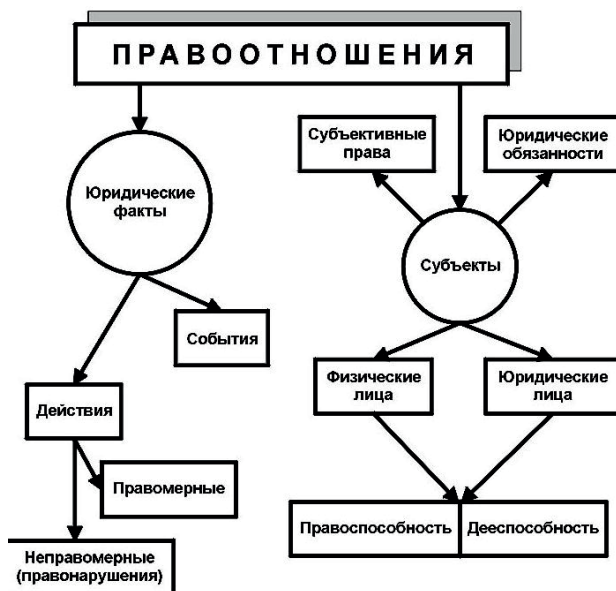 ПРАВООТНОШЕНИЯ
Субъективные
права
Юридические
обязанности
Юридические
факты
Субъекты
События
Физические
лица
Юридические
лица
Действия
Правомерные
Правоспособность
Дееспособность
Неправомерные
(правонарушения)